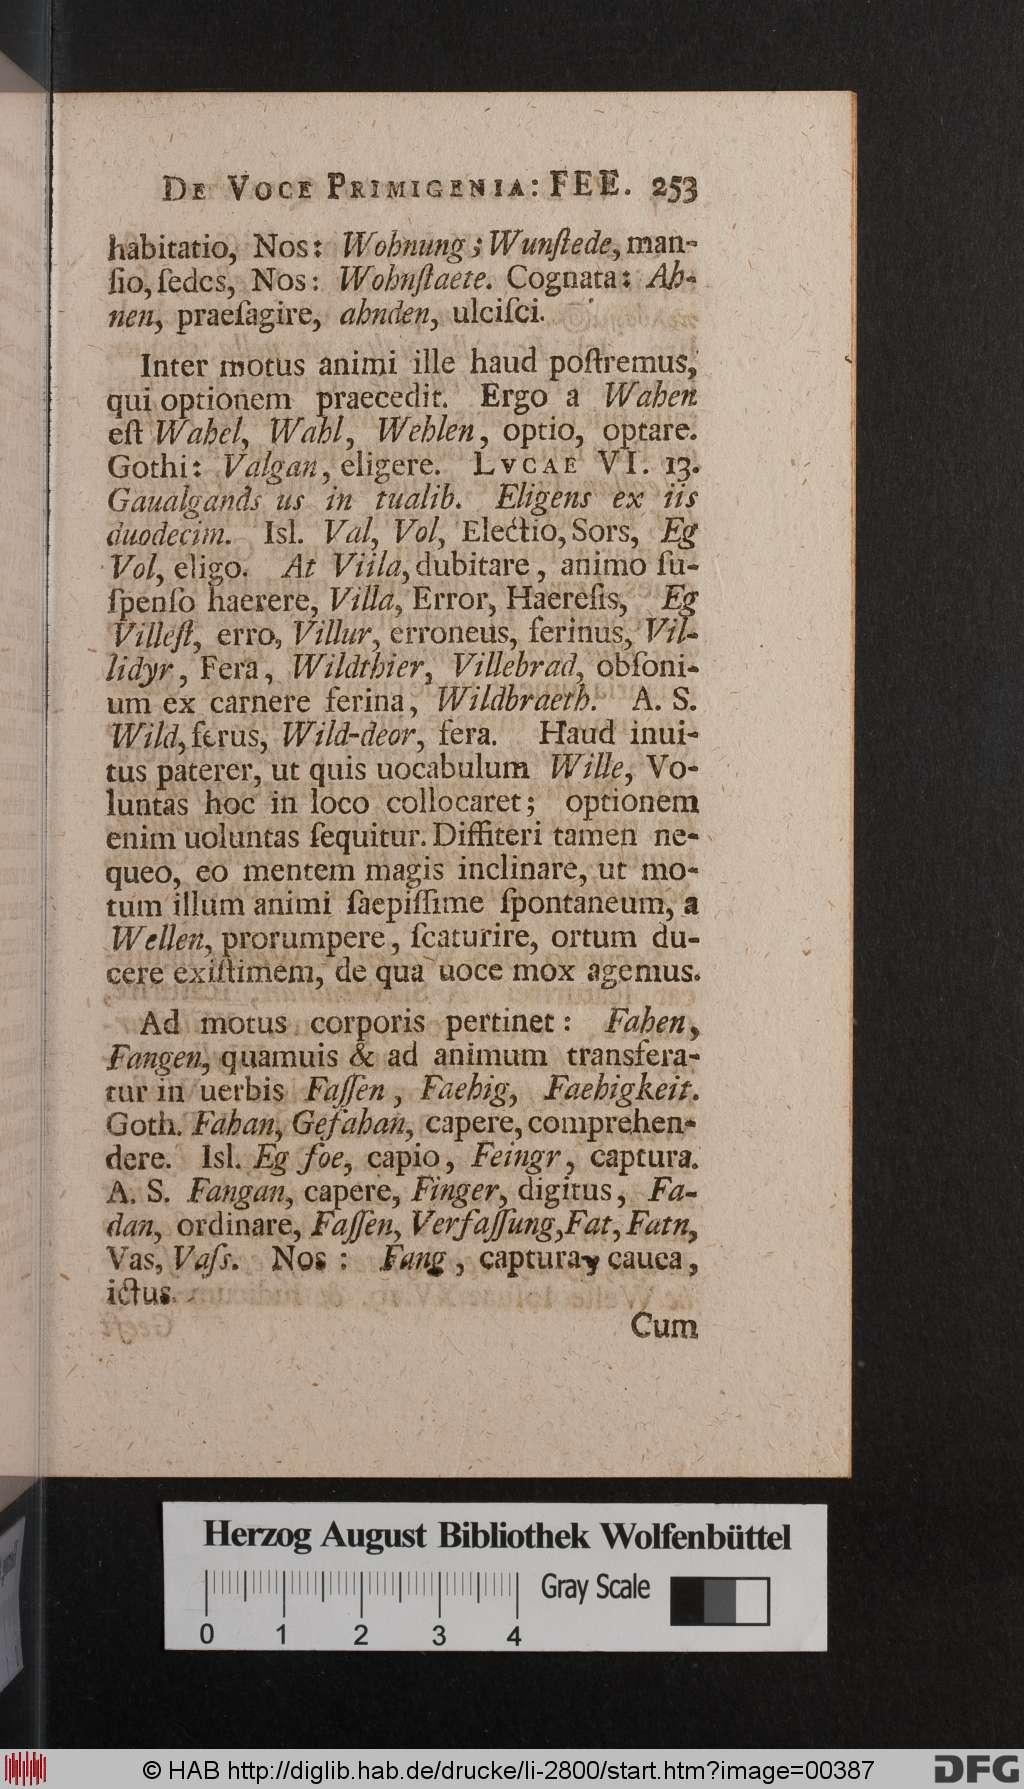 DE VOCE PRIMIGENIA: FEE. 253
habitatio, Nos: Wohnung; Wunſtede, man-
ſio, ſedes, Nos: Wohnſtaete. Cognata: Ah-
nen, praeſagire, ahnden, ulciſci.
Inter motus animi ille haud poſtremus,
qui optionem praecedit. Ergo a Wahen
eſt Wahel, Wahl, Wehlen, optio, optare.
Gothi: Valgan, eligere. LVCAE VI. 13.
Gaualgands us in tualib. Eligens ex iis
duodecim. Isl. Val, Vol, Electio, Sors, Eg
Vol, eligo. At Viila, dubitare, animo ſu-
ſpenſo haerere, Villa, Error, Haereſis, Eg
Villeſt, erro, Villur, erroneus, ferinus, Vil-
lidyr, Fera, Wildthier, Villebrad, obſoni-
um ex carnere ferina, Wildbraeth. A. S.
Wild, ferus, Wild-deor, fera. Haud inui-
tus paterer, ut quis uocabulum Wille, Vo-
luntas hoc in loco collocaret; optionem
enim uoluntas ſequitur. Diffiteri tamen ne-
queo, eo mentem magis inclinare, ut mo-
tum illum animi ſaepiſſime ſpontaneum, a
Wellen, prorumpere, ſcaturire, ortum du-
cere exiſtimem, de qua uoce mox agemus.
Ad motus corporis pertinet: Fahen,
Fangen, quamuis & ad animum transfera-
tur in uerbis Faſſen, Faehig, Faehigkeit.
Goth. Fahan, Gefahan, capere, comprehen-
dere. Isl. Eg foe, capio, Feingr, captura.
A. S. Fangan, capere, Finger, digitus, Fa-
dan, ordinare, Faſſen, Verfaſſung, Fat, Fatn,
Vas, Vaſs. Nos: Fang, captura, cauea,
ictus.
Cum
Herzog August Bibliothek Wolfenbüttel
Gray Scale
0 1 2 3 4
© HAB http://diglib.hab.de/drucke/li-2800/start.htm?image=00387
DFG